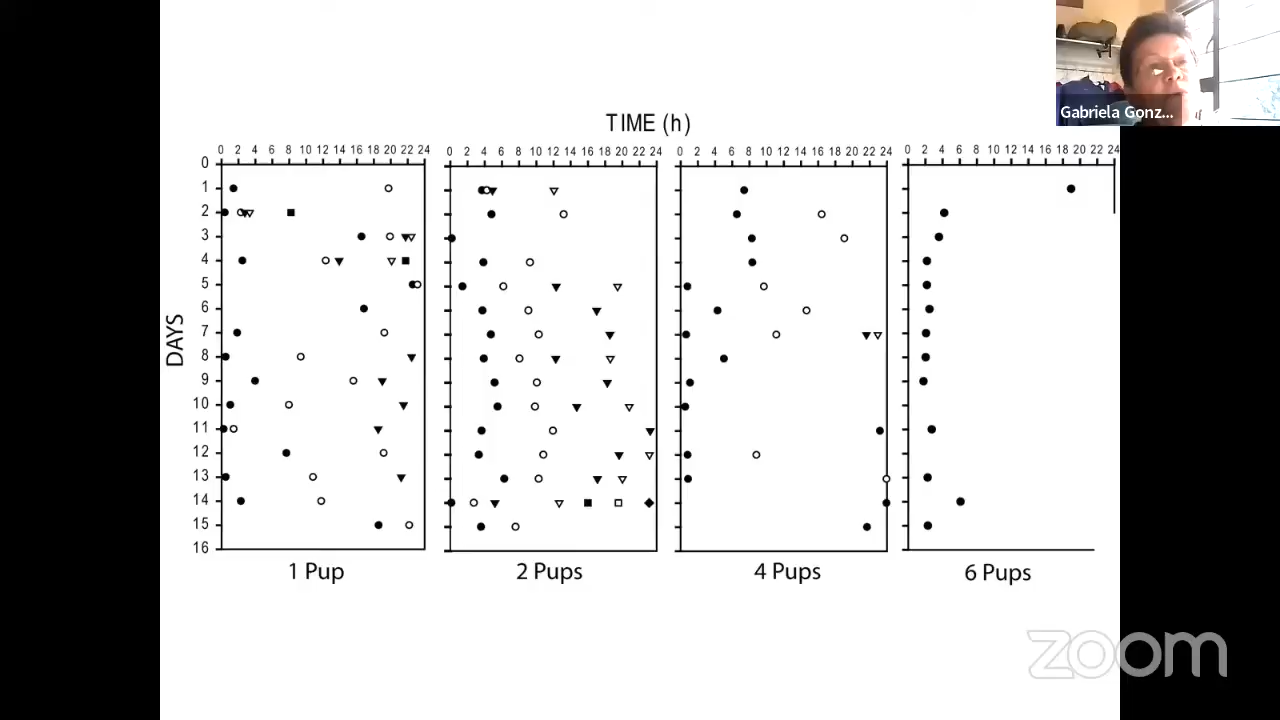 Gabriela Gonz...
TIME (h)
0 2 4 6 8 10 12 14 16 18 20 22 24
0 2 4 6 8 10 12 14 16 18 20 22 24
0 2 4 6 8 10 12 14 16 18 20 22 24
0 2 4 6 8 10 12 14 16 18 20 22 24
DAYS
0
1
2
3
4
5
6
7
8
9
10
11
12
13
14
15
16
1 Pup
2 Pups
4 Pups
6 Pups
zoom